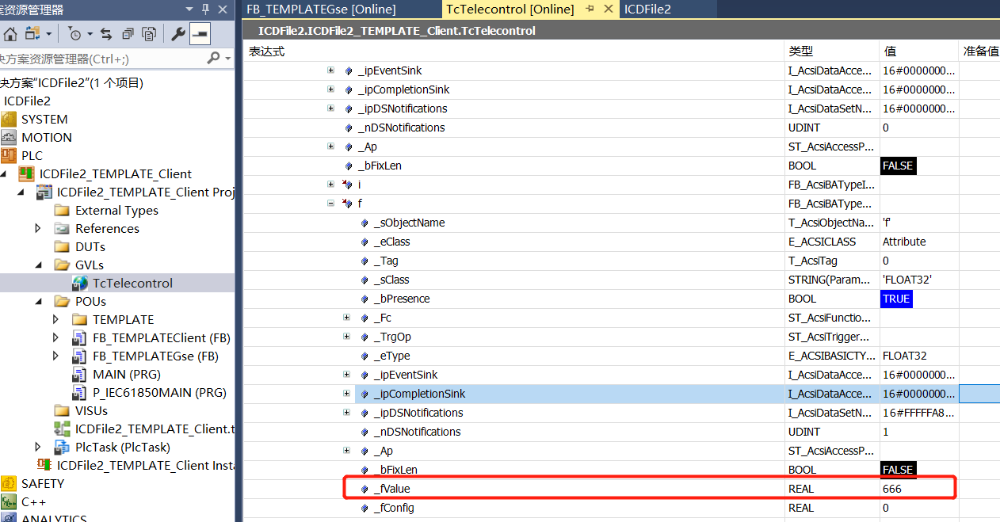 案资源管理器
决方案资源管理器(Ctrl+;)
决方案"ICDFile2"(1 个项目)
ICDFile2
SYSTEM
MOTION
PLC
ICDFile2_TEMPLATE_Client
ICDFile2_TEMPLATE_Client Proj
External Types
References
DUTs
GVLs
TcTelecontrol
POUs
TEMPLATE
FB_TEMPLATEClient (FB)
FB_TEMPLATEGse (FB)
MAIN (PRG)
P_IEC61850MAIN (PRG)
VISUs
ICDFile2_TEMPLATE_Client.t
PlcTask (PlcTask)
ICDFile2_TEMPLATE_Client Insta
SAFETY
C++
ANALYTICS
FB_TEMPLATEGse [Online] TcTelecontrol [Online] ICDFile2
ICDFile2.ICDFile2_TEMPLATE_Client.TcTelecontrol
表达式 类型 值 准备值
_ipEventSink I_AcsiDataAcce... 16#0000000...
_ipCompletionSink I_AcsiDataAcce... 16#0000000...
_ipDSNotifications I_AcsiDataSetN... 16#0000000...
_nDSNotifications UDINT 0
_Ap ST_AcsiAccessP...
_bFixLen BOOL FALSE
i FB_AcsiBATypeI...
f FB_AcsiBAType...
_sObjectName T_AcsiObjectNa... 'f'
_eClass E_ACSICLASS Attribute
_Tag T_AcsiTag 0
_sClass STRING(Param... 'FLOAT32'
_bPresence BOOL TRUE
_Fc ST_AcsiFunctio...
_TrgOp ST_AcsiTrigger...
_eType E_ACSIBASICTY... FLOAT32
_ipEventSink I_AcsiDataAcce... 16#0000000...
_ipCompletionSink I_AcsiDataAcce... 16#0000000...
_ipDSNotifications I_AcsiDataSetN... 16#FFFFFA8...
_nDSNotifications UDINT 1
_Ap ST_AcsiAccessP...
_bFixLen BOOL FALSE
_fValue REAL 666
_fConfig REAL 0